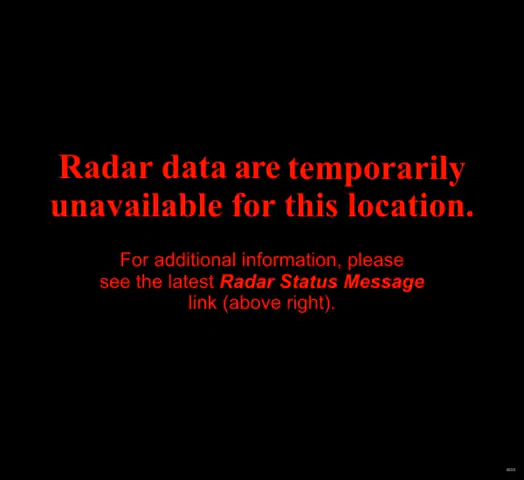 Radar data are temporarily
unavailable for this location.
For additional information, please
see the latest Radar Status Message
link (above right).